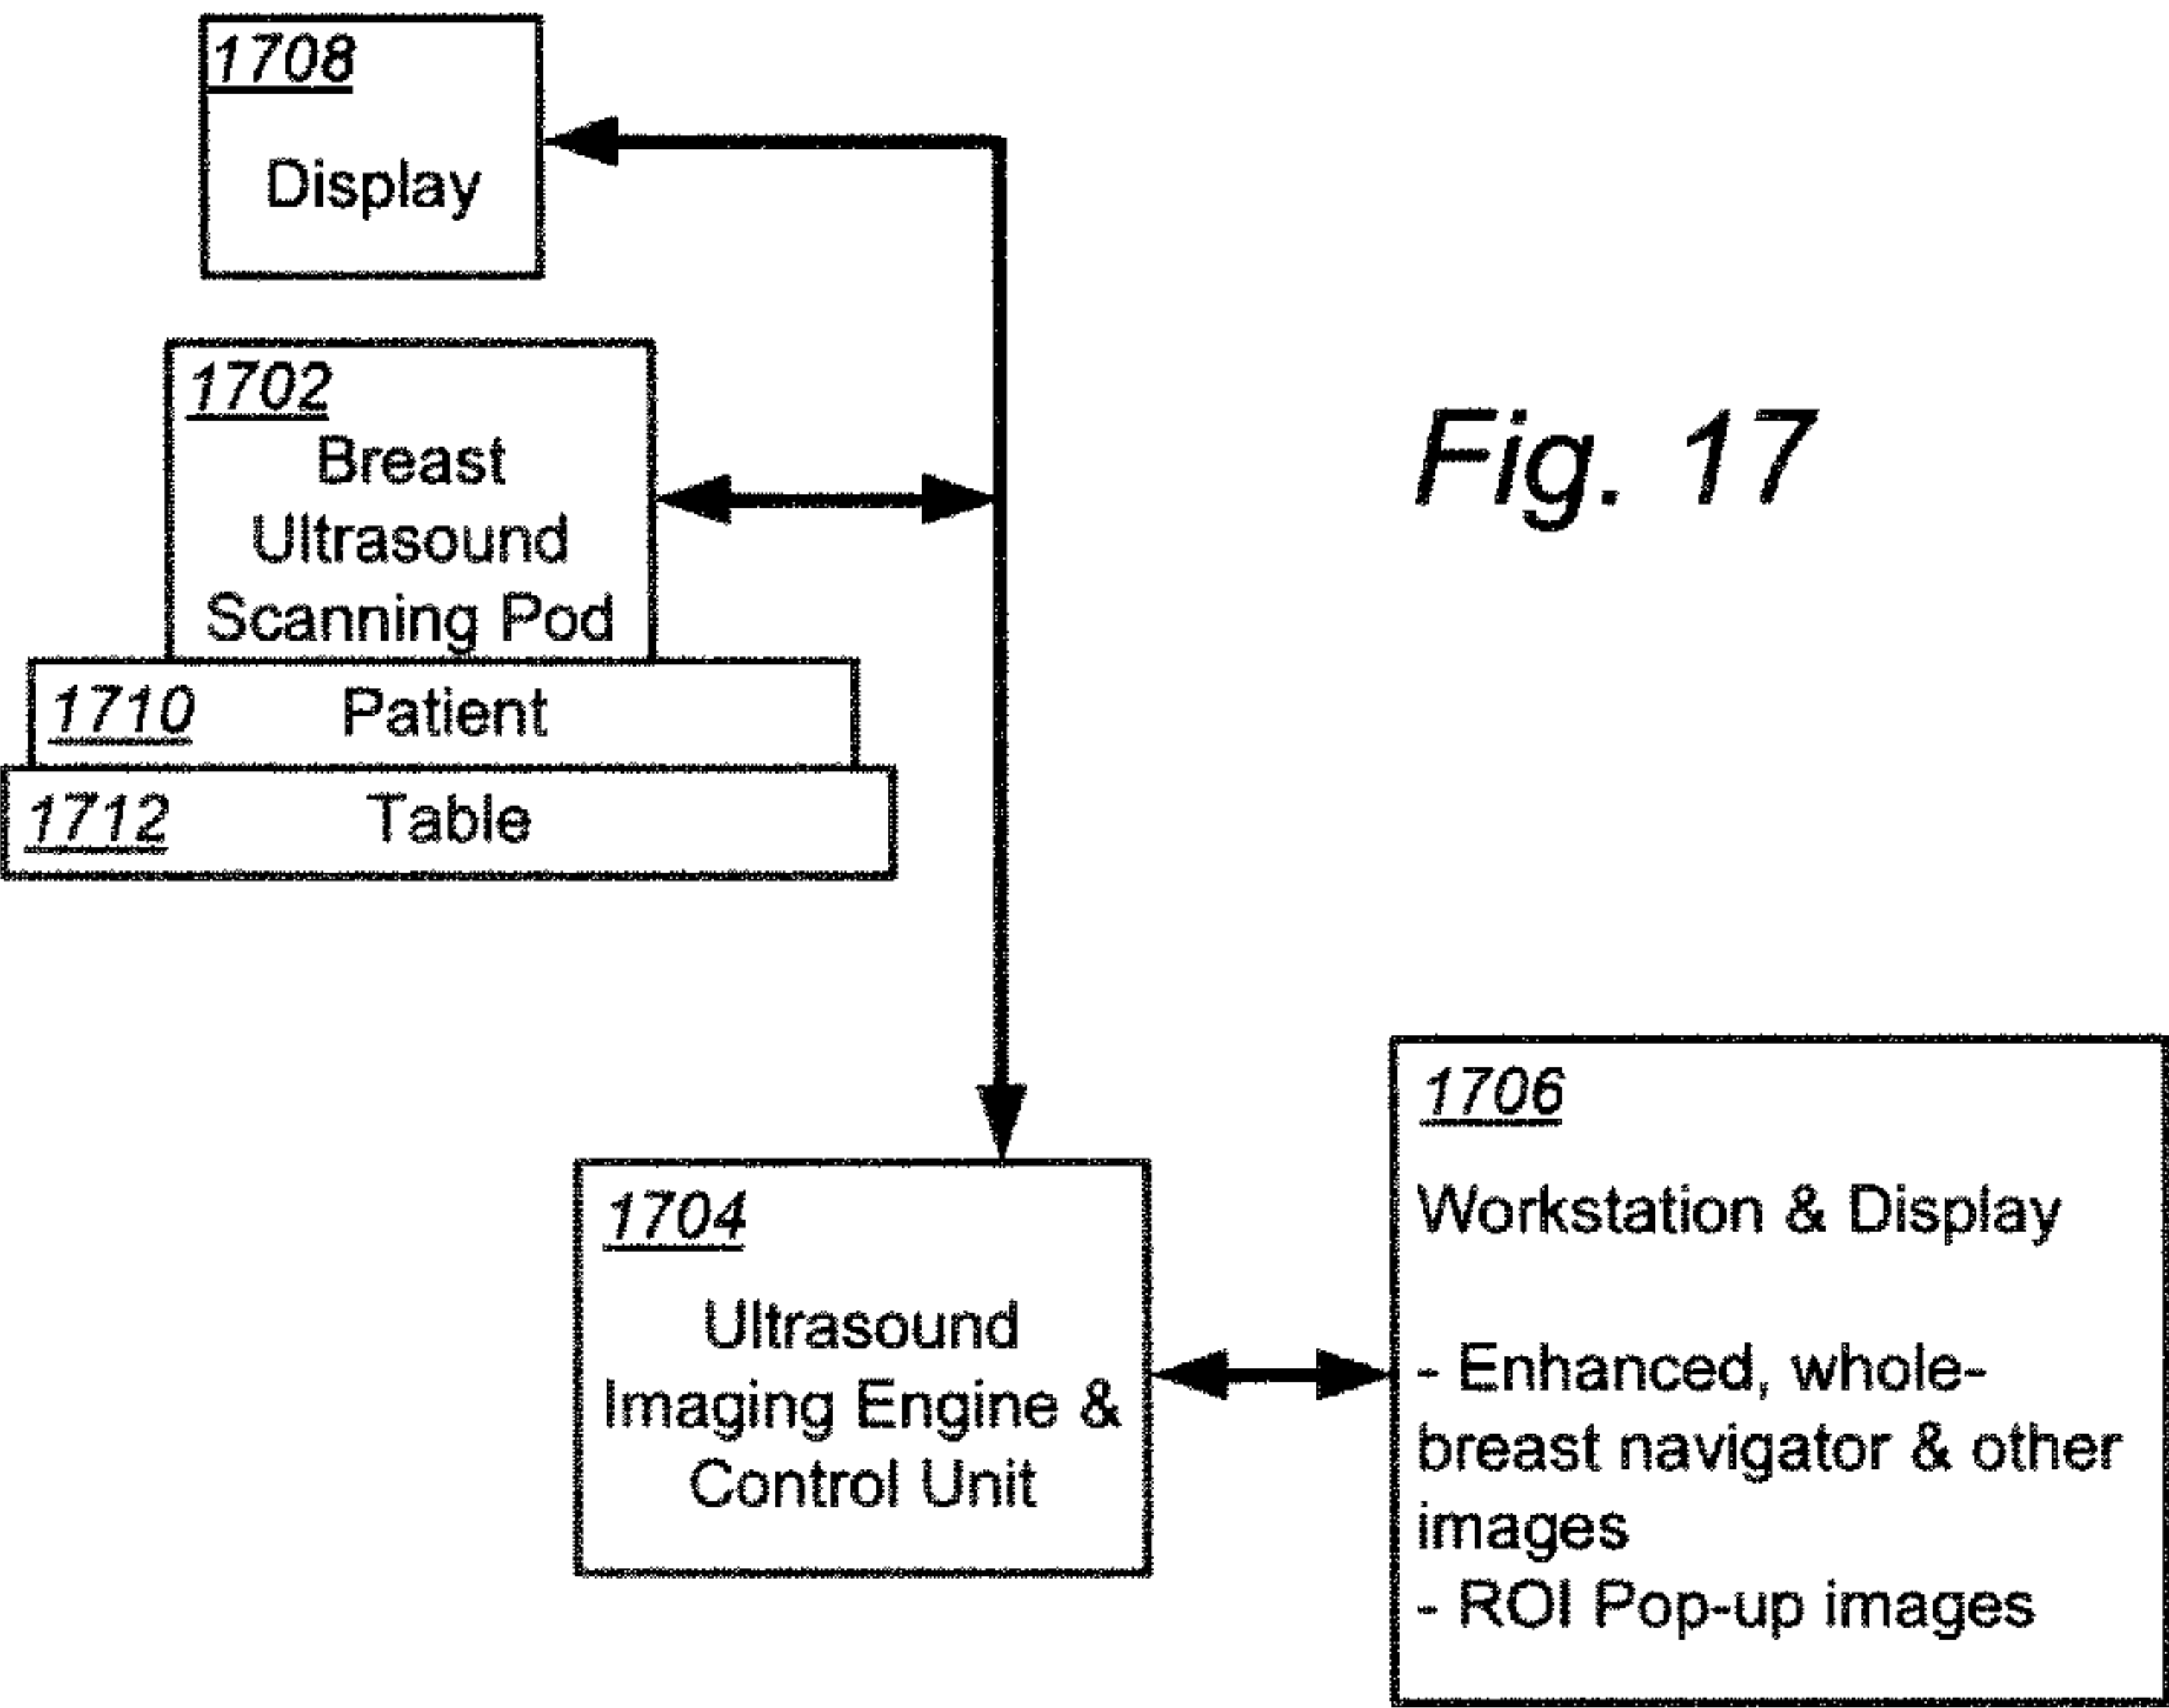 1708
Display
1702
Breast
Ultrasound
Scanning Pod
1710 Patient
1712 Table
Fig. 17
1704
Ultrasound
Imaging Engine &
Control Unit
1706
Workstation & Display
- Enhanced, whole-
breast navigator & other
images
- ROI Pop-up images